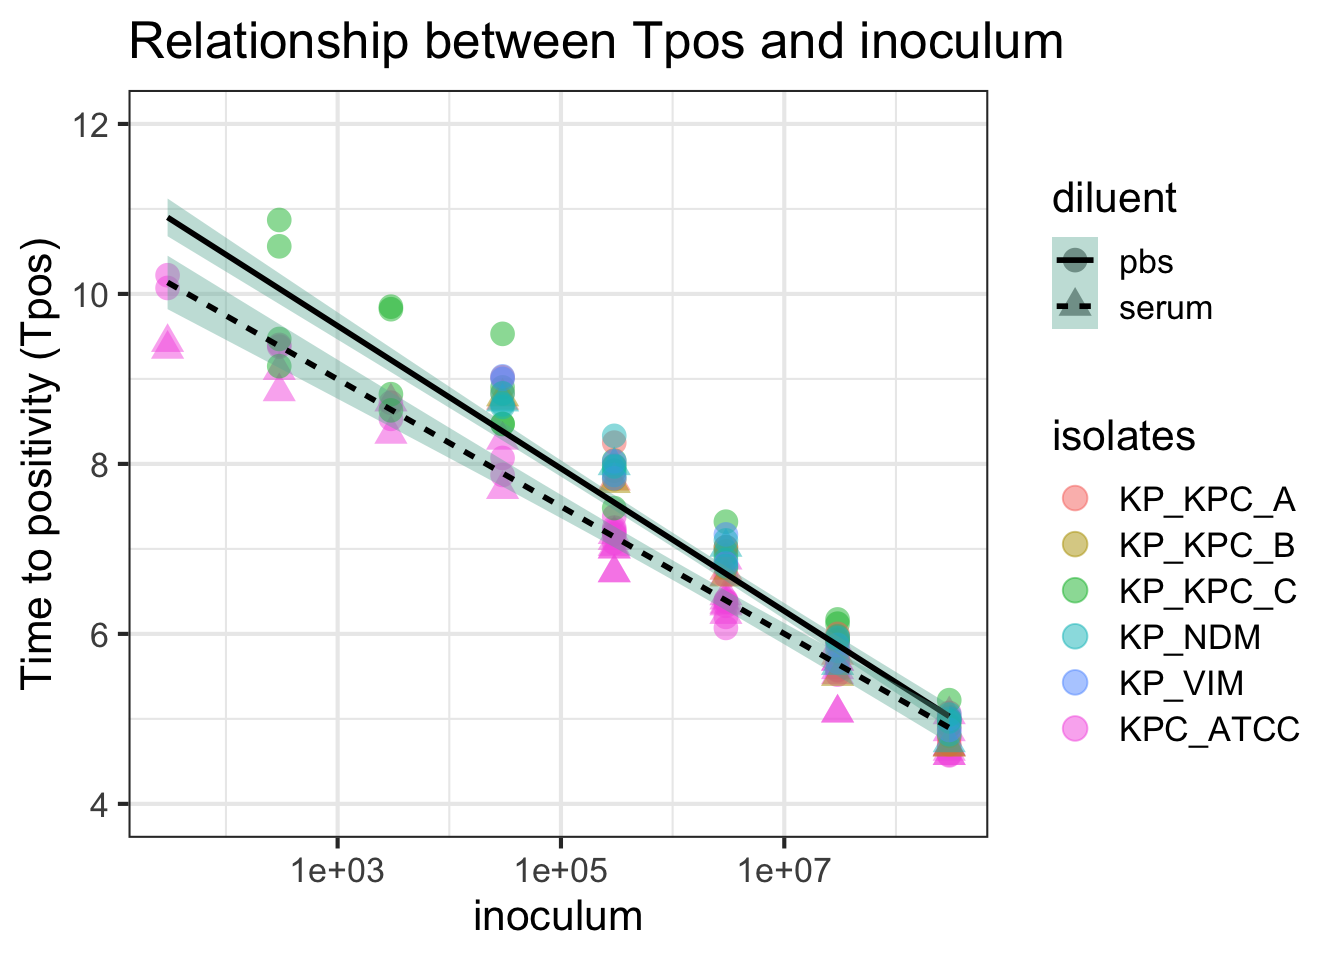 Relationship between Tpos and inoculum
Time to positivity (Tpos)
12
10
8
6
4
1e+03 1e+05 1e+07
inoculum
diluent
pbs
serum
isolates
KP_KPC_A
KP_KPC_B
KP_KPC_C
KP_NDM
KP_VIM
KPC_ATCC